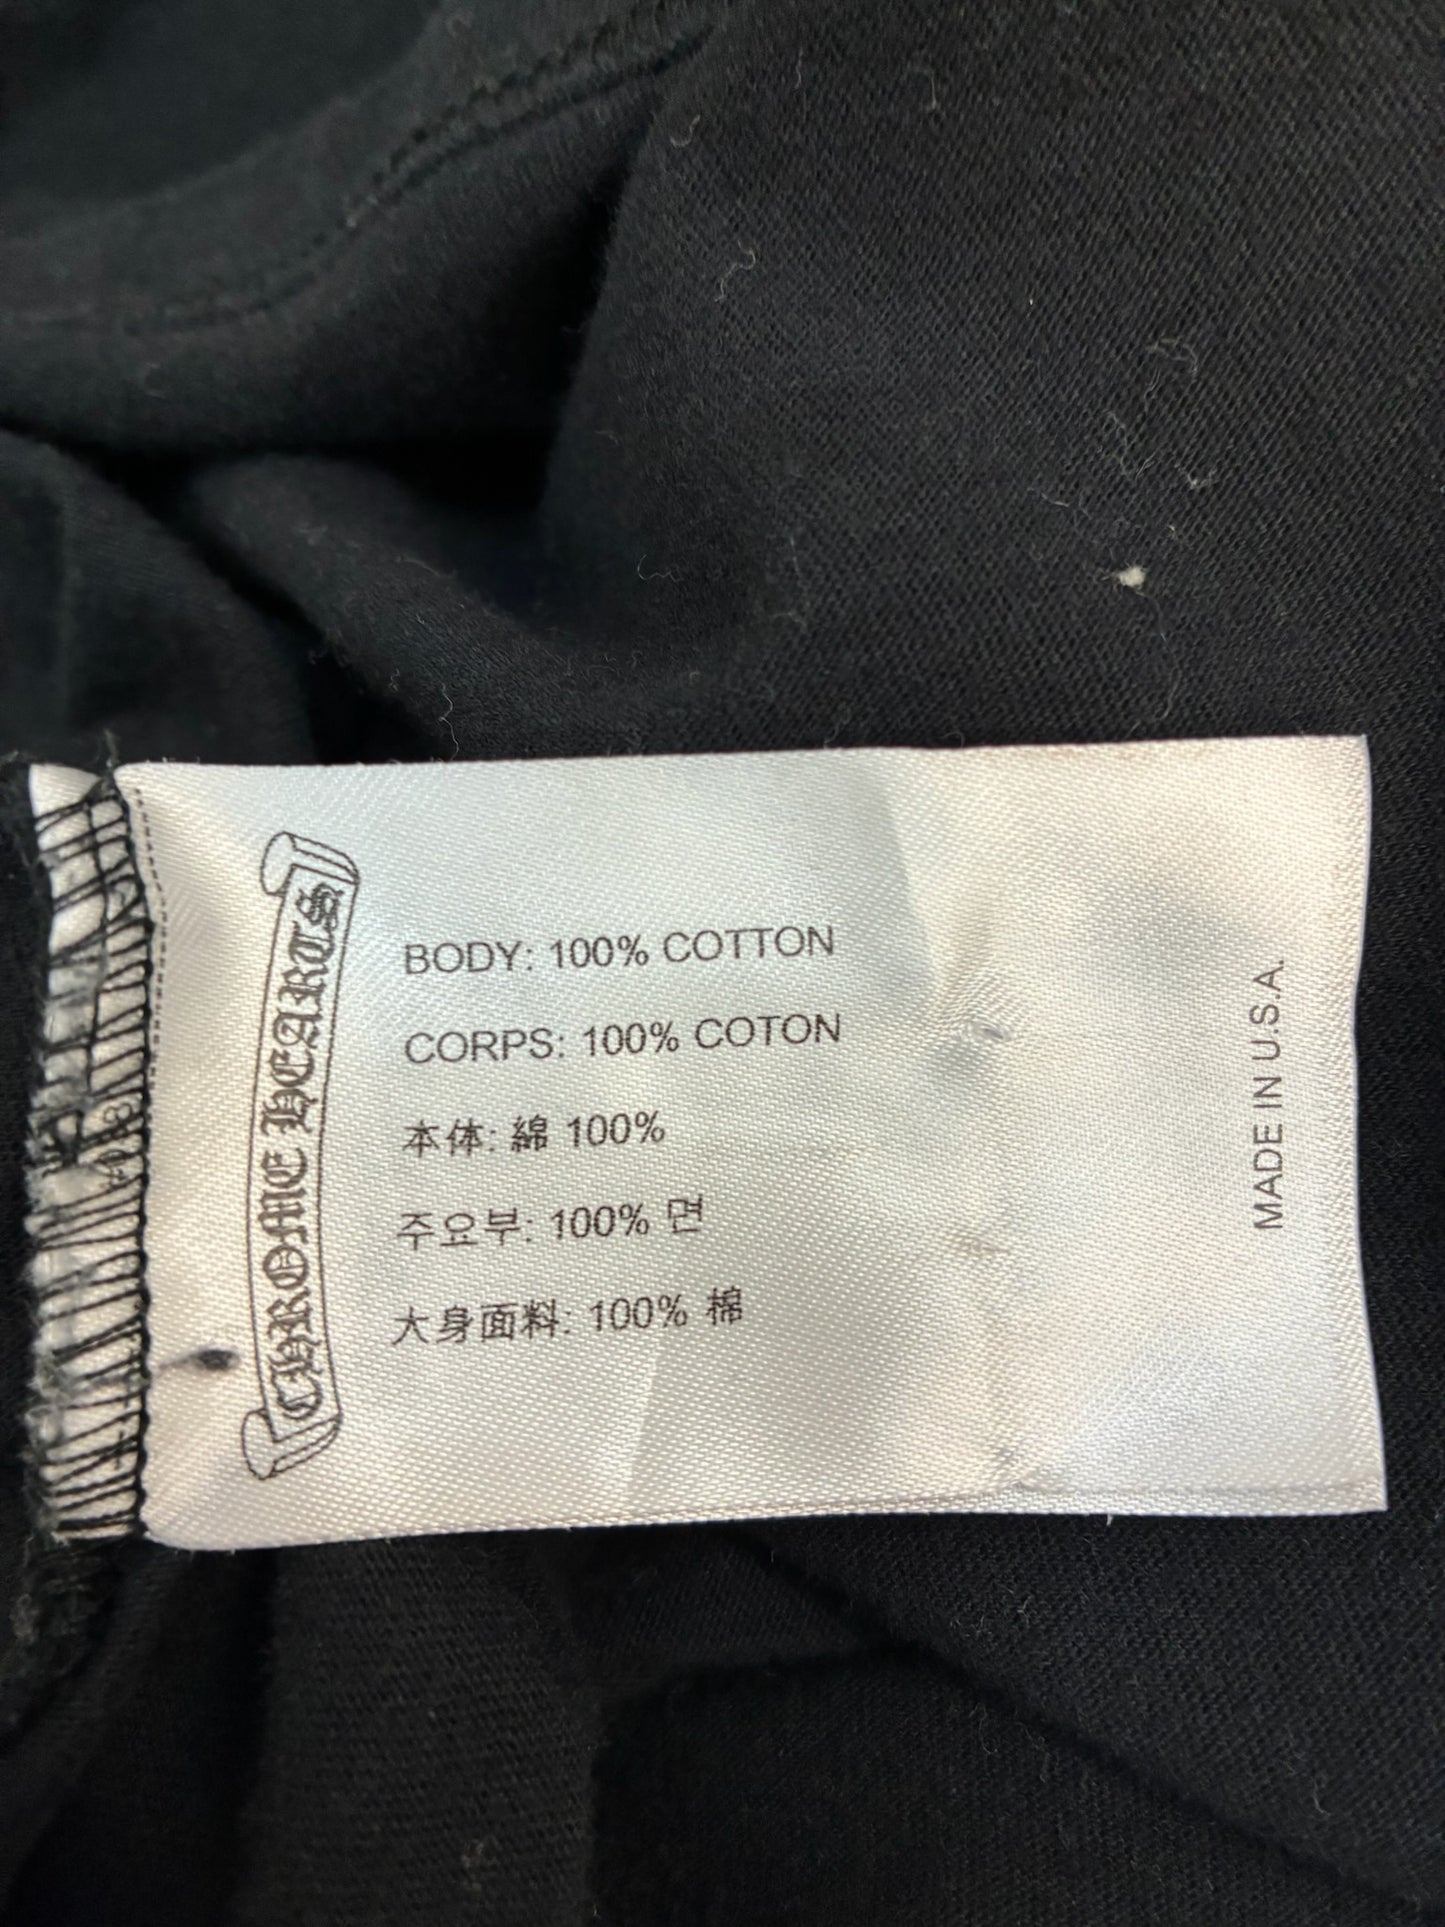 CHROME HEARTS
BODY: 100% COTTON
CORPS: 100% COTON
本体: 綿 100%
주요부: 100% 면
大身面料: 100% 棉
MADE IN U.S.A.